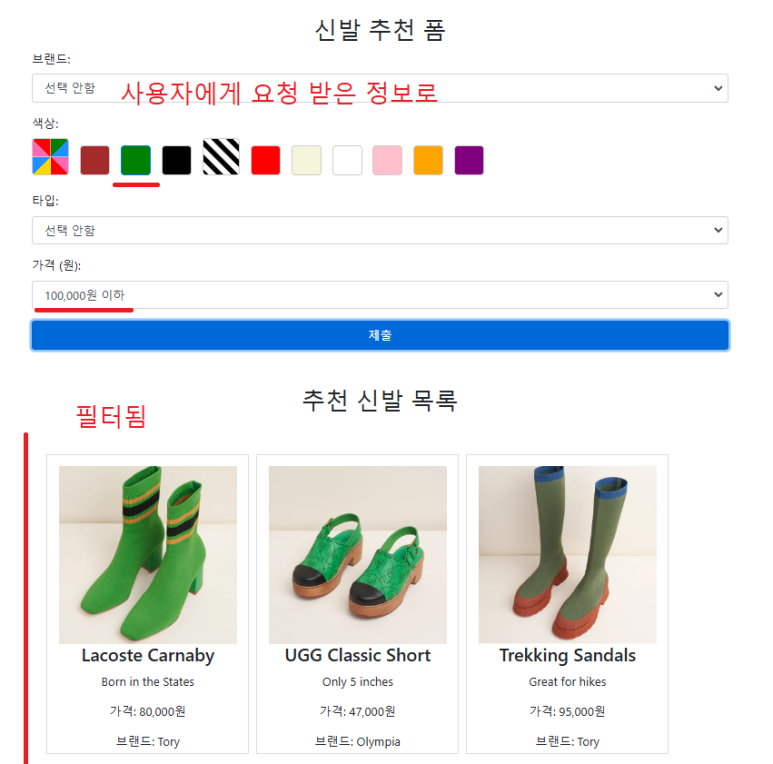 신발 추천 폼
브랜드:
선택 안함
사용자에게 요청 받은 정보로
색상:
타입:
선택 안함
가격 (원):
100,000원 이하
제출
추천 신발 목록
필터됨
Lacoste Carnaby
Born in the States
가격: 80,000원
브랜드: Tory
UGG Classic Short
Only 5 inches
가격: 47,000원
브랜드: Olympia
Trekking Sandals
Great for hikes
가격: 95,000원
브랜드: Tory